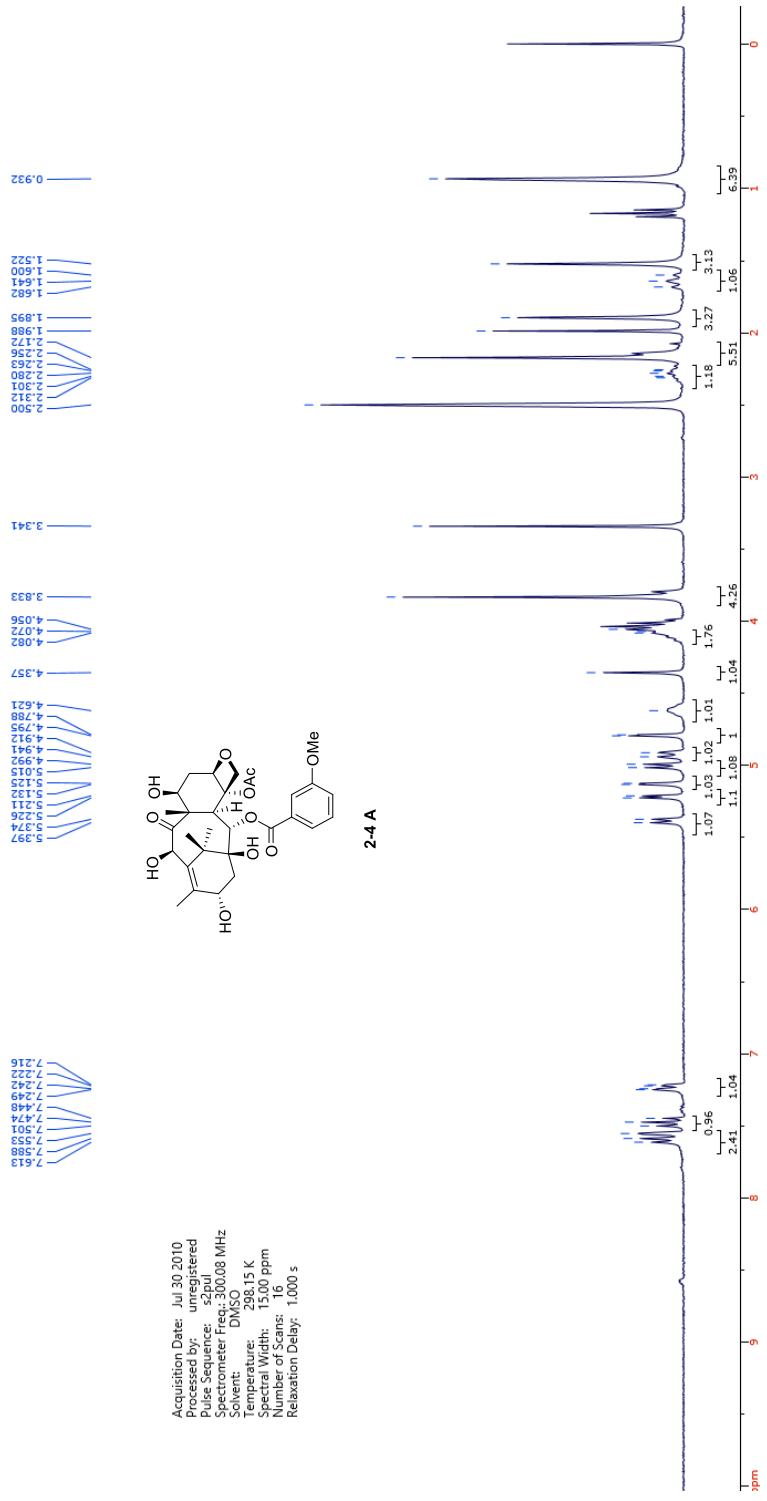 7.613
7.588
7.553
7.501
7.474
7.448
7.249
7.242
7.222
7.216
5.397
5.374
5.226
5.211
5.132
5.125
5.015
4.992
4.941
4.912
4.795
4.788
4.621
4.357
4.082
4.072
4.056
3.833
3.341
2.500
2.312
2.301
2.280
2.263
2.256
2.172
1.988
1.895
1.682
1.641
1.600
1.522
0.932
Acquisition Date: Jul 30 2010
Processed by: unregistered
Pulse Sequence: s2pul
Spectrometer Freq.: 300.08 MHz
Solvent: DMSO
Temperature: 298.15 K
Spectral Width: 15.00 ppm
Number of Scans: 16
Relaxation Delay: 1.000 s
HO
O
OH
HO
OH
H
O
OAc
O
O
OMe
2-4 A
2.41
0.96
1.04
1.07
1.1
1.03
1.08
1.02
1
1.01
1.04
1.76
4.26
1.18
5.51
3.27
1.06
3.13
6.39
ppm 9 8 7 6 5 4 3 2 1 0